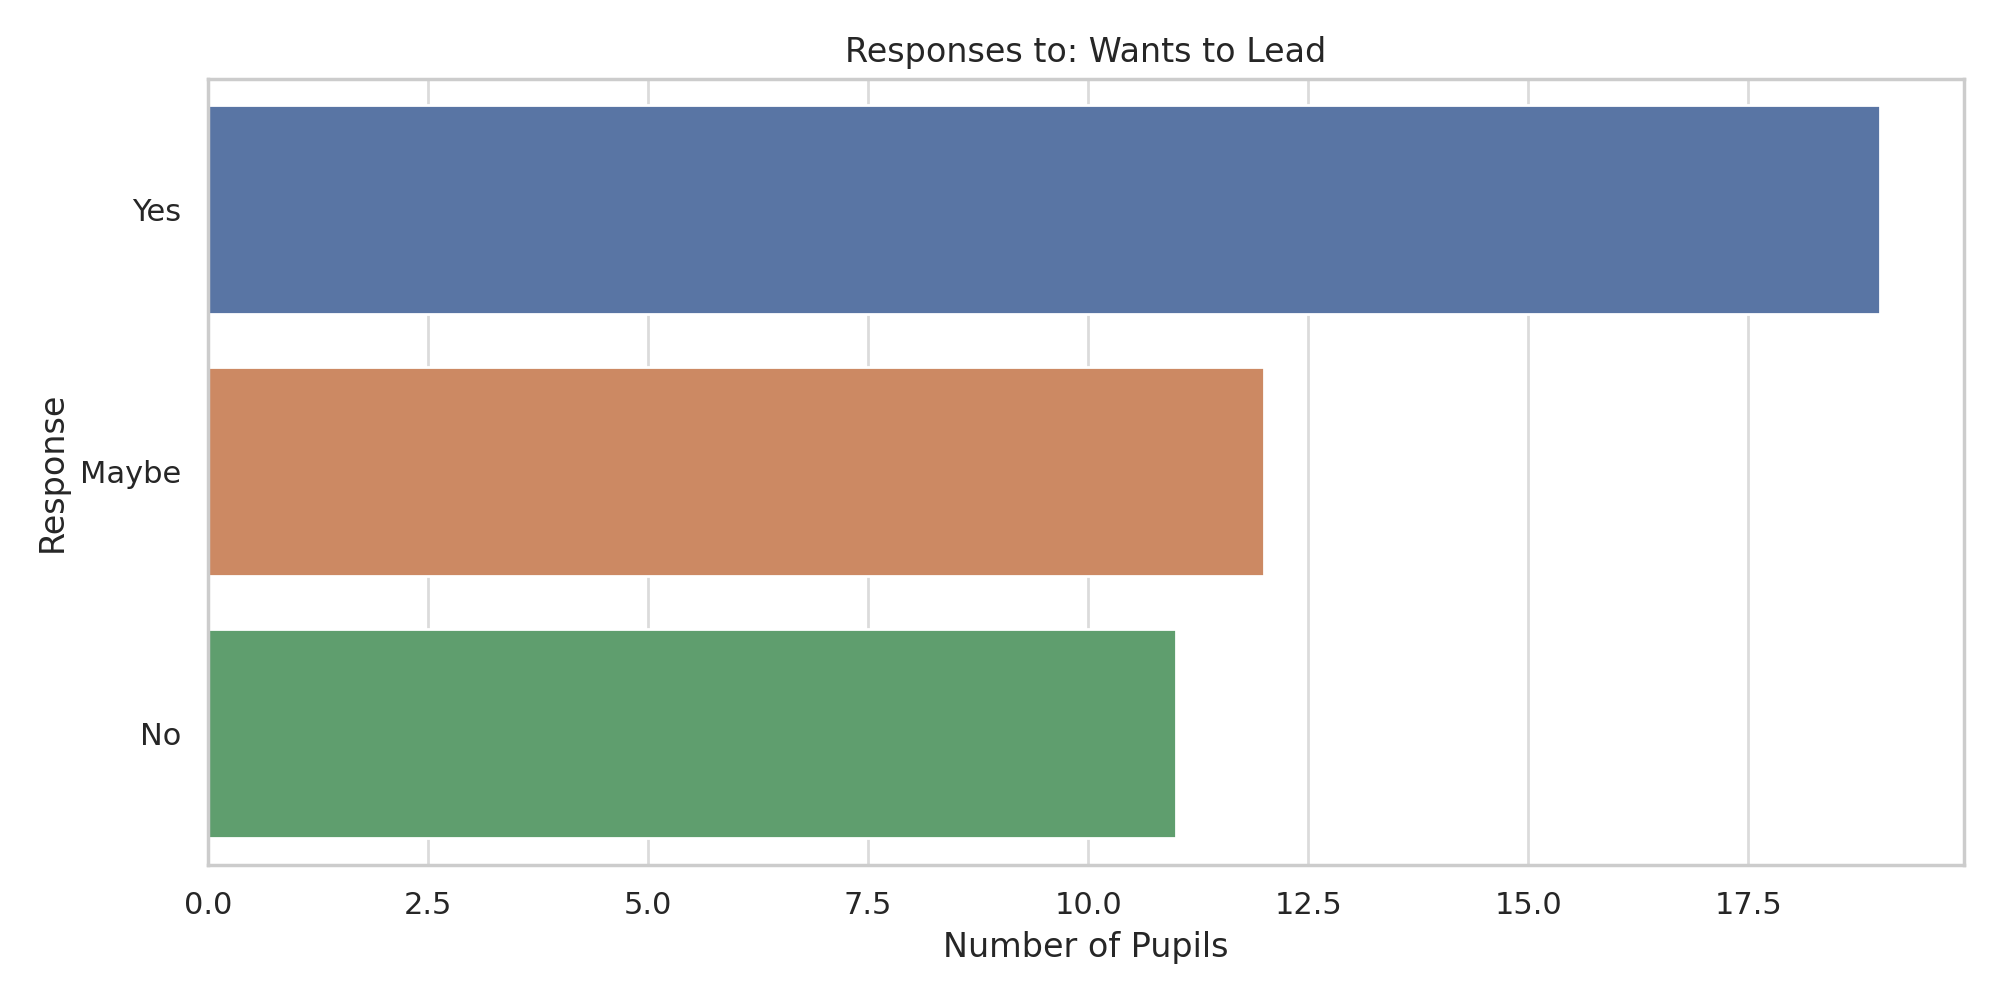 Responses to: Wants to Lead
Response
Yes
Maybe
No
0.0 2.5 5.0 7.5 10.0 12.5 15.0 17.5
Number of Pupils